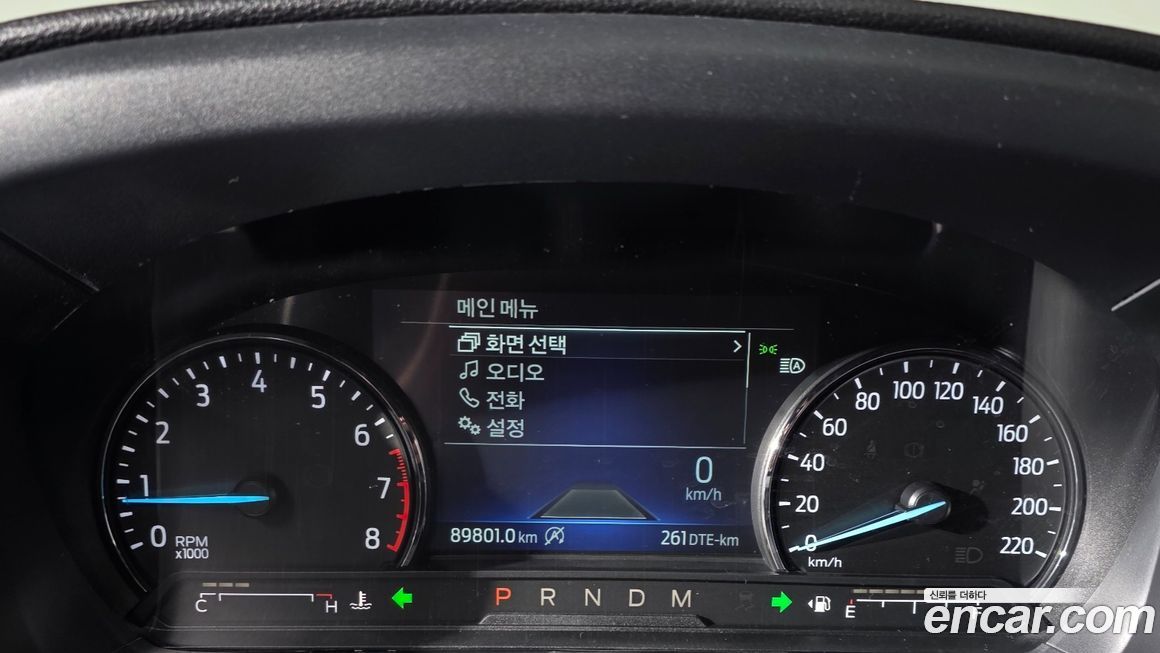 메인 메뉴
화면 선택 >
오디오
전화
설정
0
km/h
89801.0 km
261 DTE-km
0 1 2 3 4 5 6 7 8
RPM
x1000
0 20 40 60 80 100 120 140 160 180 200 220
km/h
C H
P R N D M
E
A
신뢰를 더하다
encar.com